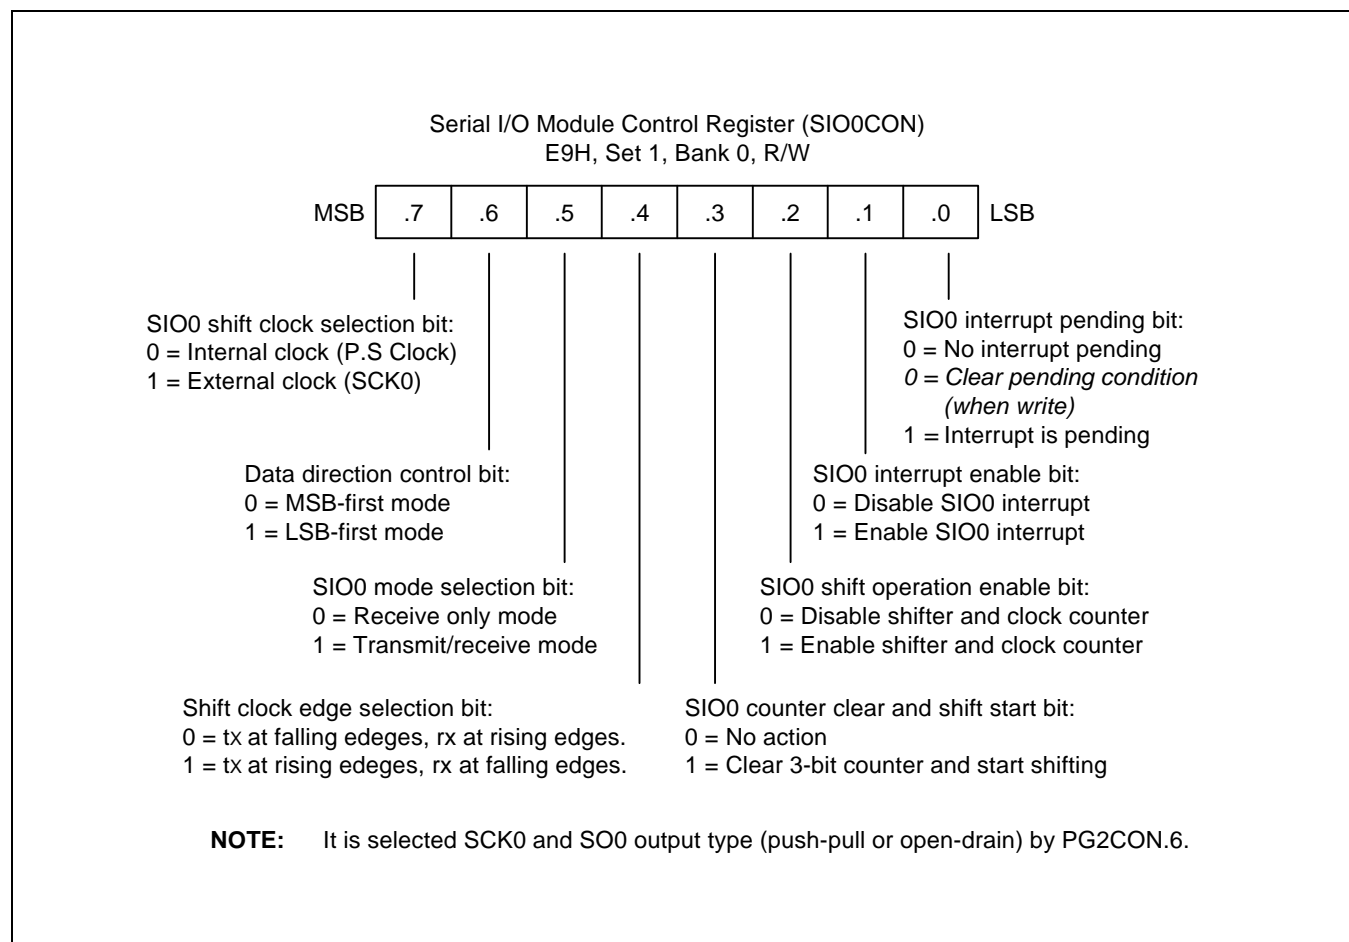 Serial I/O Module Control Register (SIO0CON)
E9H, Set 1, Bank 0, R/W
MSB .7 .6 .5 .4 .3 .2 .1 .0 LSB
SIO0 shift clock selection bit:
0 = Internal clock (P.S Clock)
1 = External clock (SCK0)
SIO0 interrupt pending bit:
0 = No interrupt pending
0 = Clear pending condition
(when write)
1 = Interrupt is pending
Data direction control bit:
0 = MSB-first mode
1 = LSB-first mode
SIO0 interrupt enable bit:
0 = Disable SIO0 interrupt
1 = Enable SIO0 interrupt
SIO0 mode selection bit:
0 = Receive only mode
1 = Transmit/receive mode
SIO0 shift operation enable bit:
0 = Disable shifter and clock counter
1 = Enable shifter and clock counter
Shift clock edge selection bit:
0 = tx at falling edeges, rx at rising edges.
1 = tx at rising edeges, rx at falling edges.
SIO0 counter clear and shift start bit:
0 = No action
1 = Clear 3-bit counter and start shifting
NOTE: It is selected SCK0 and SO0 output type (push-pull or open-drain) by PG2CON.6.